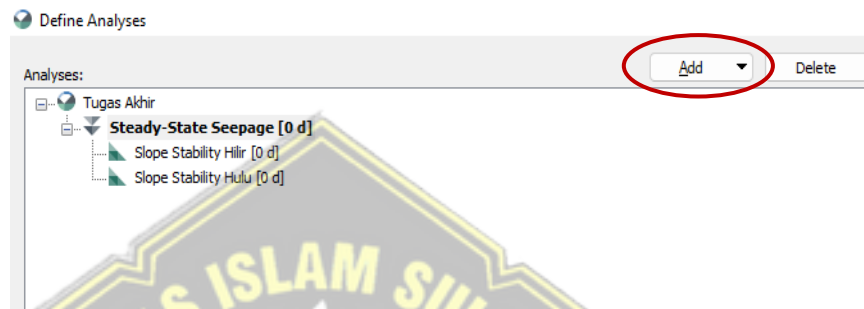 Define Analyses
Add
Delete
Analyses:
Tugas Akhir
Steady-State Seepage [0 d]
Slope Stability Hilir [0 d]
Slope Stability Hulu [0 d]
ISLAM